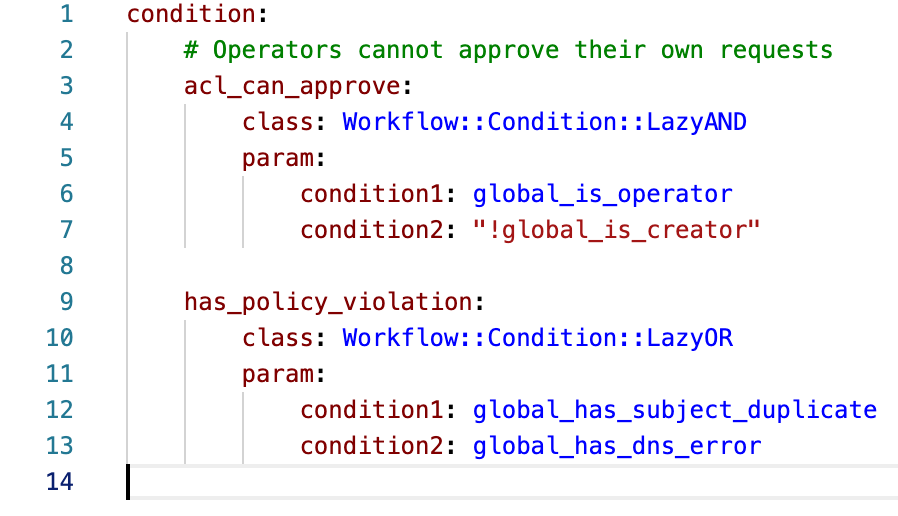 1 condition:
2 # Operators cannot approve their own requests
3 acl_can_approve:
4 class: Workflow::Condition::LazyAND
5 param:
6 condition1: global_is_operator
7 condition2: "!global_is_creator"
8
9 has_policy_violation:
10 class: Workflow::Condition::LazyOR
11 param:
12 condition1: global_has_subject_duplicate
13 condition2: global_has_dns_error
14